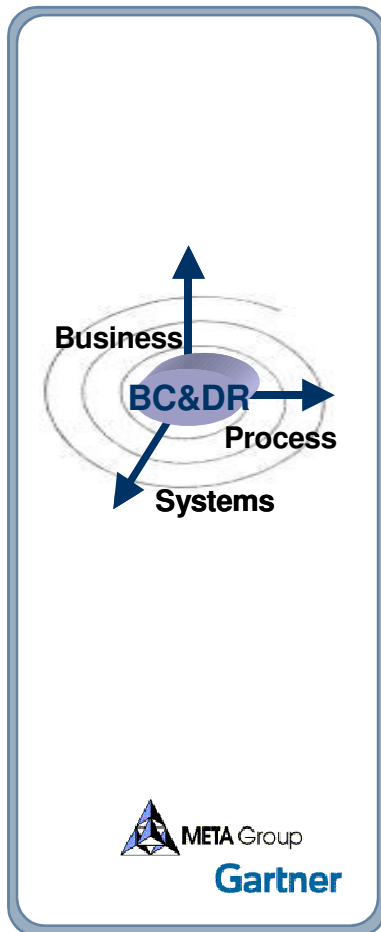 Business
BC&DR
Process
Systems
META Group
Gartner